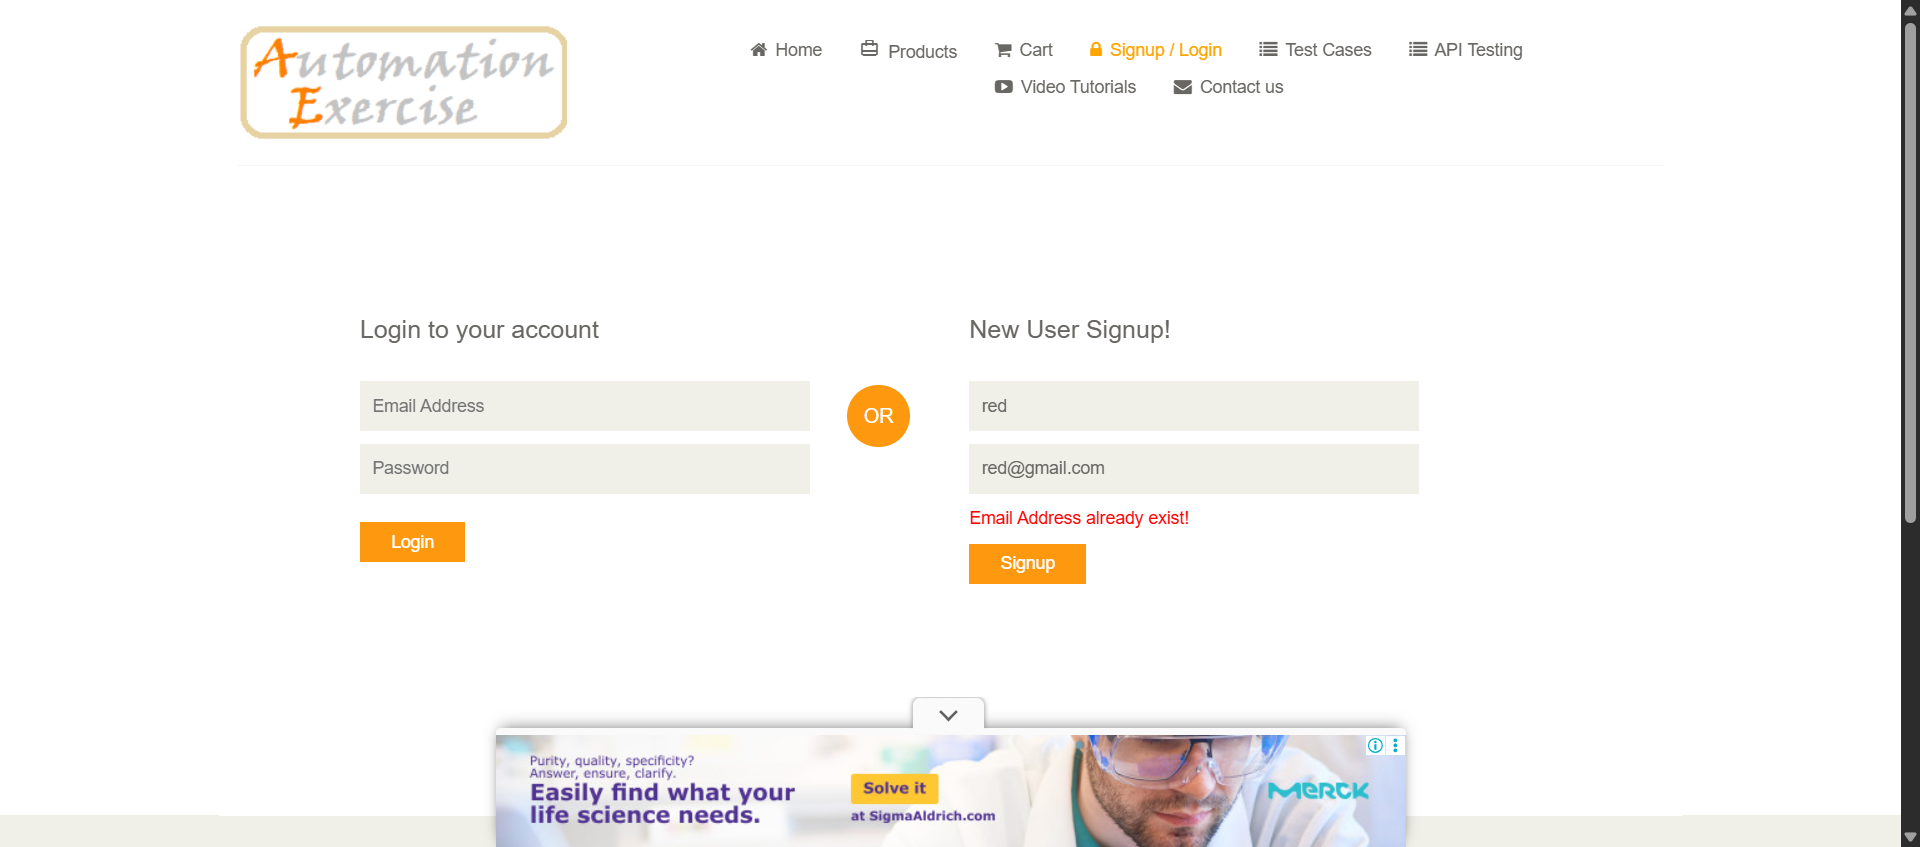 Automation
Exercise
Home
Products
Cart
Signup / Login
Test Cases
API Testing
Video Tutorials
Contact us
Login to your account
Email Address
Password
Login
OR
New User Signup!
red
red@gmail.com
Email Address already exist!
Signup
Purity, quality, specificity?
Answer, ensure, clarify.
Easily find what your
life science needs.
Solve it
at SigmaAldrich.com
MERCK